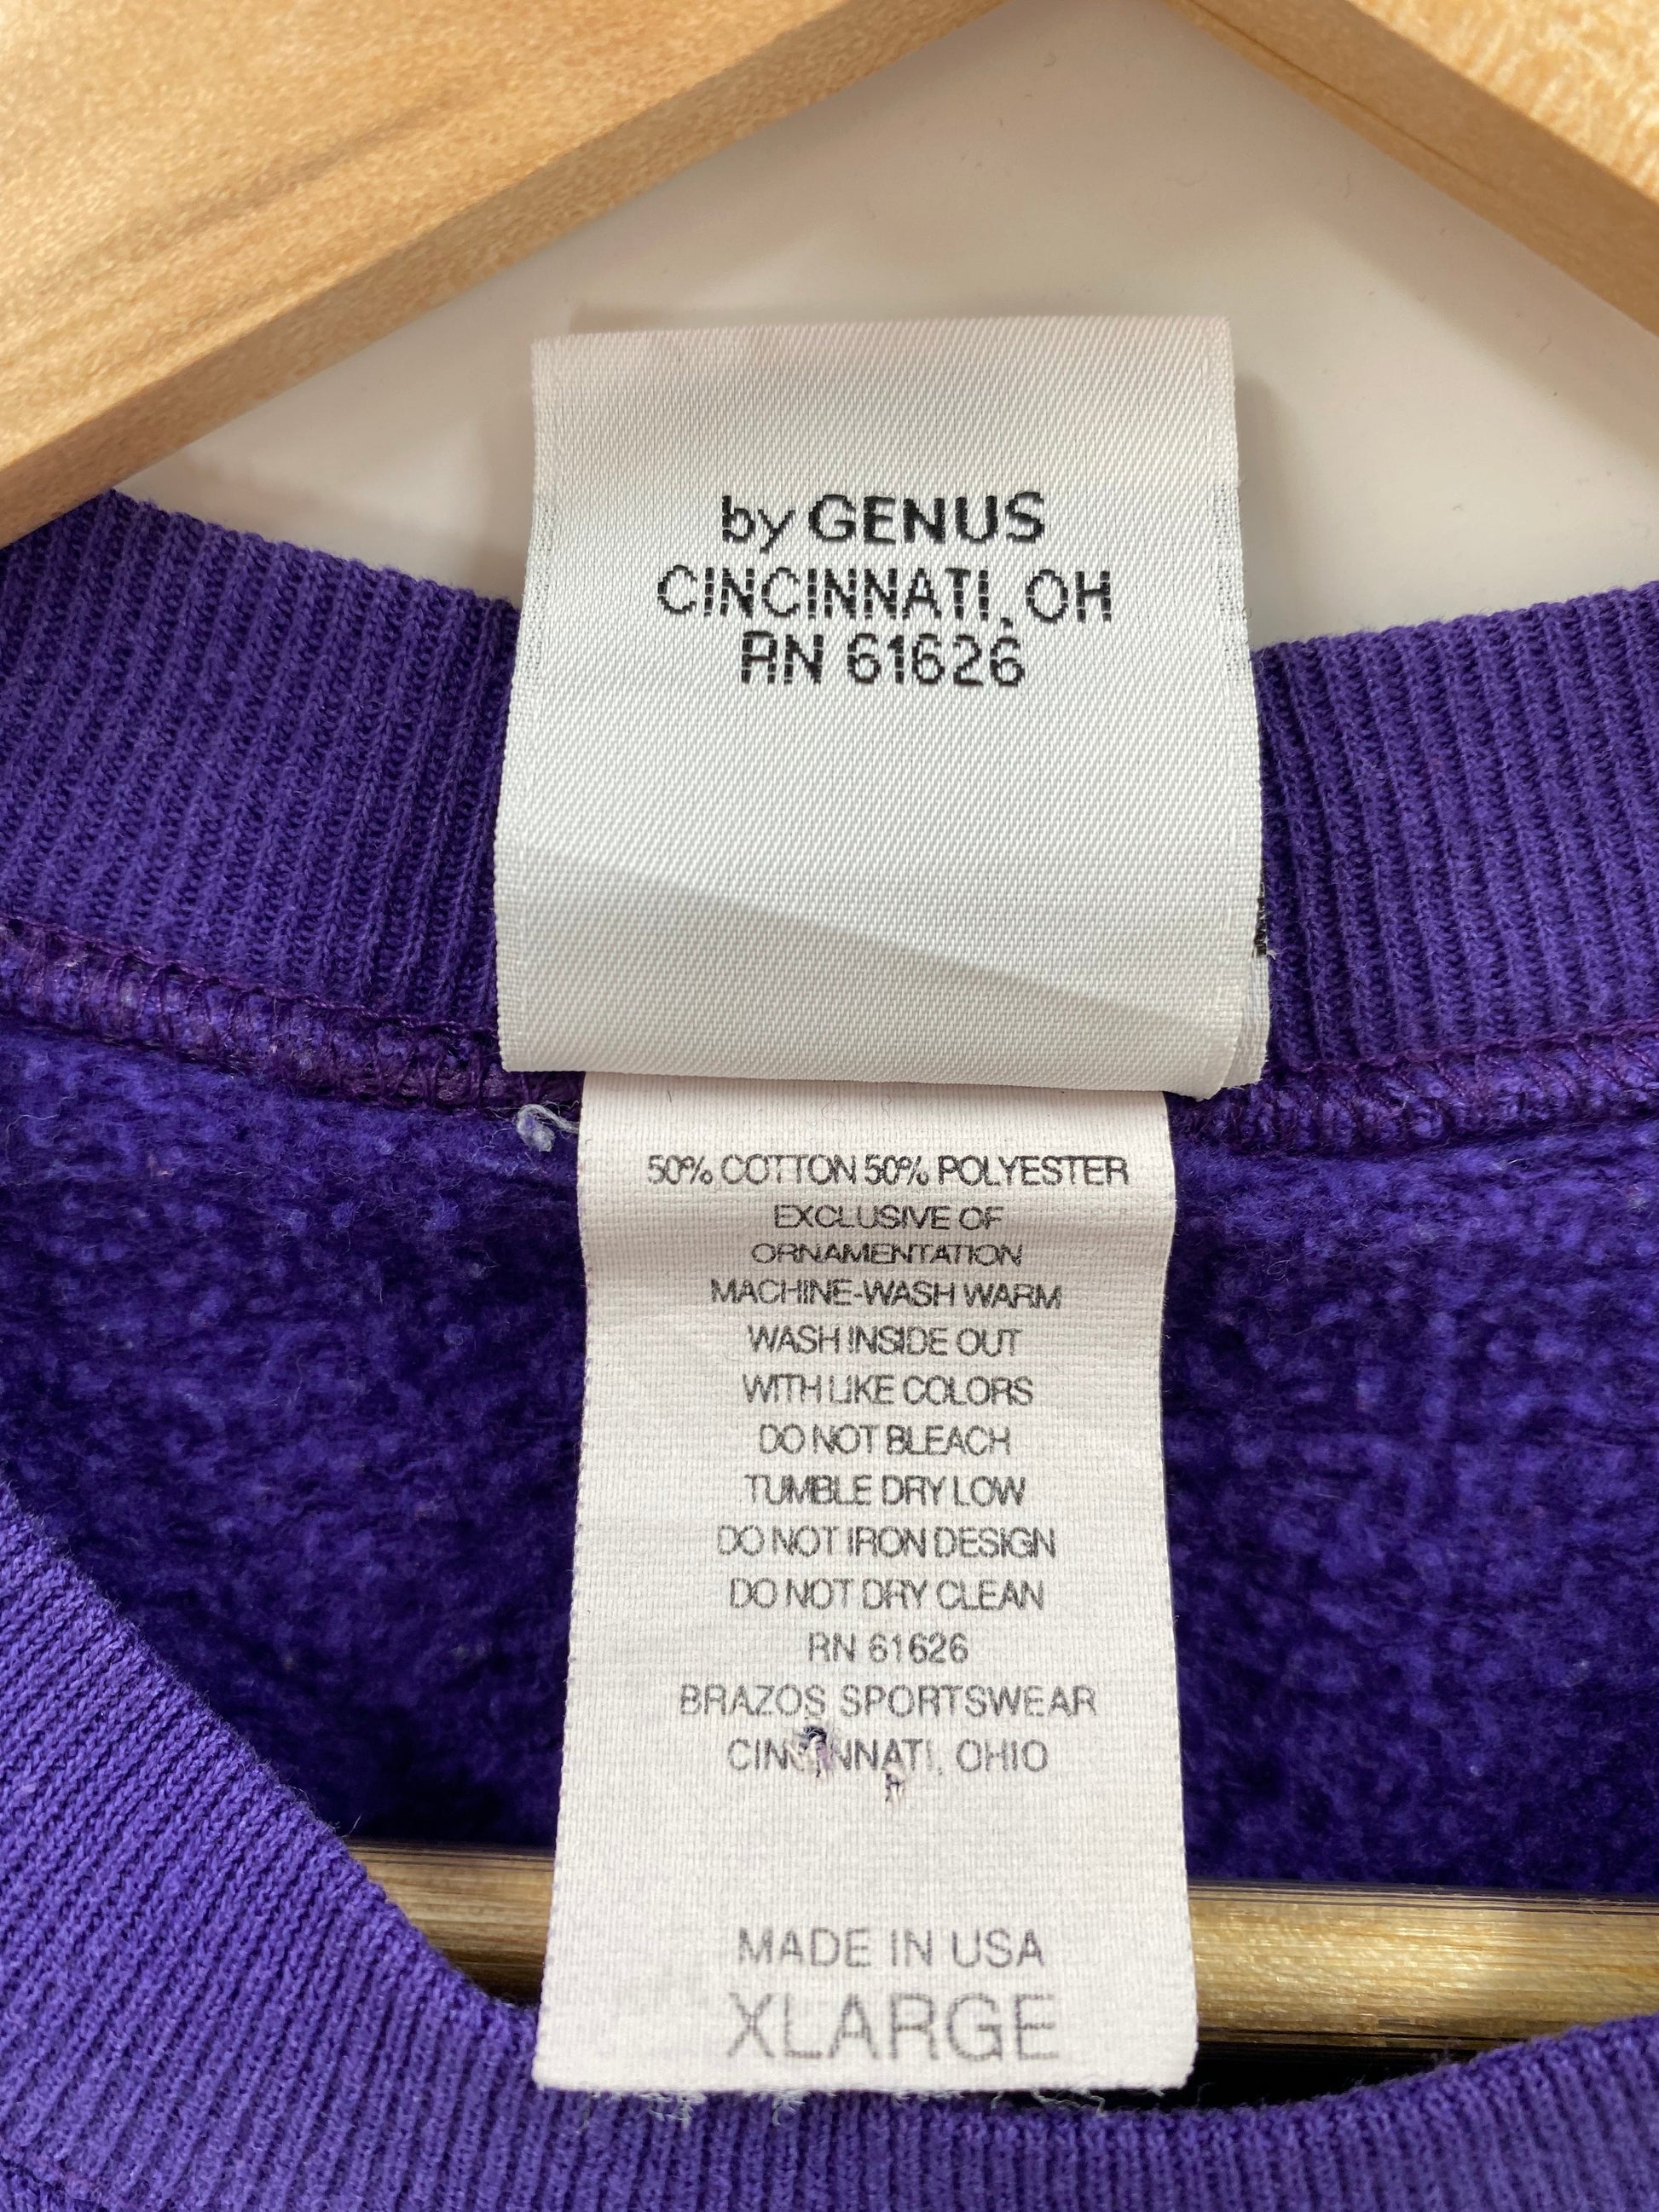 by GENUS
CINCINNATI, OH
RN 61626
50% COTTON 50% POLYESTER
EXCLUSIVE OF
ORNAMENTATION
MACHINE-WASH WARM
WASH INSIDE OUT
WITH LIKE COLORS
DO NOT BLEACH
TUMBLE DRY LOW
DO NOT IRON DESIGN
DO NOT DRY CLEAN
RN 61626
BRAZOS SPORTSWEAR
CINCINNATI, OHIO
MADE IN USA
XLARGE